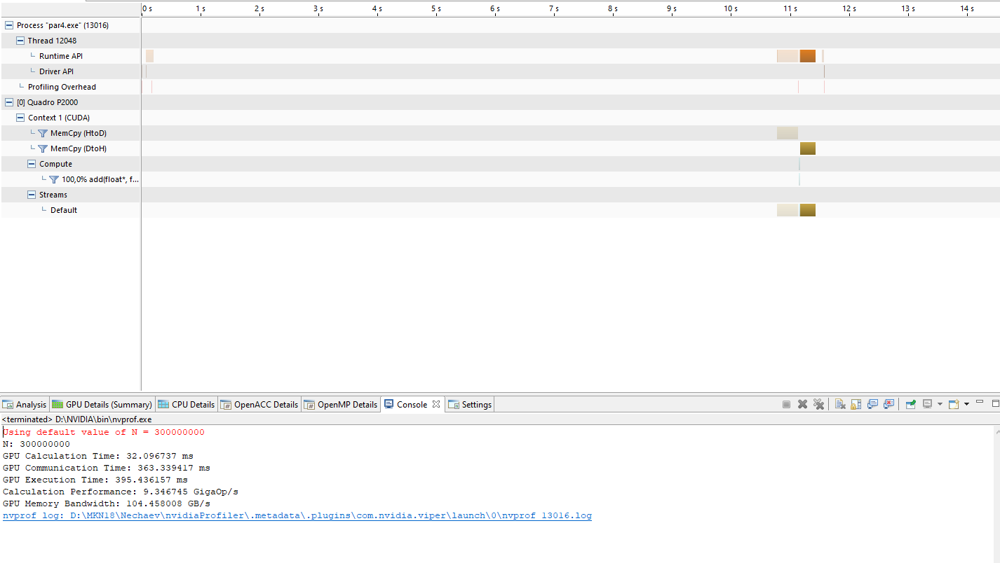 0 s 1 s 2 s 3 s 4 s 5 s 6 s 7 s 8 s 9 s 10 s 11 s 12 s 13 s 14 s
Process "par4.exe" (13016)
Thread 12048
Runtime API
Driver API
Profiling Overhead
[0] Quadro P2000
Context 1 (CUDA)
MemCpy (HtoD)
MemCpy (DtoH)
Compute
100,0% add(float*, f...
Streams
Default
Analysis GPU Details (Summary) CPU Details OpenACC Details OpenMP Details Console Settings
<terminated> D:\NVIDIA\bin\nvprof.exe
Using default value of N = 300000000
N: 300000000
GPU Calculation Time: 32.096737 ms
GPU Communication Time: 363.339417 ms
GPU Execution Time: 395.436157 ms
Calculation Performance: 9.346745 GigaOp/s
GPU Memory Bandwidth: 104.458008 GB/s
nvprof log: D:\MKN18\Nechaev\nvidiaProfiler\.metadata\.plugins\com.nvidia.viper\launch\0\nvprof_13016.log